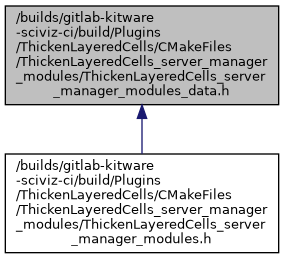 /builds/gitlab-kitware
-sciviz-ci/build/Plugins
/ThickenLayeredCells/CMakeFiles
/ThickenLayeredCells_server_manager
_modules/ThickenLayeredCells_server
_manager_modules_data.h
/builds/gitlab-kitware
-sciviz-ci/build/Plugins
/ThickenLayeredCells/CMakeFiles
/ThickenLayeredCells_server_manager
_modules/ThickenLayeredCells_server
_manager_modules.h